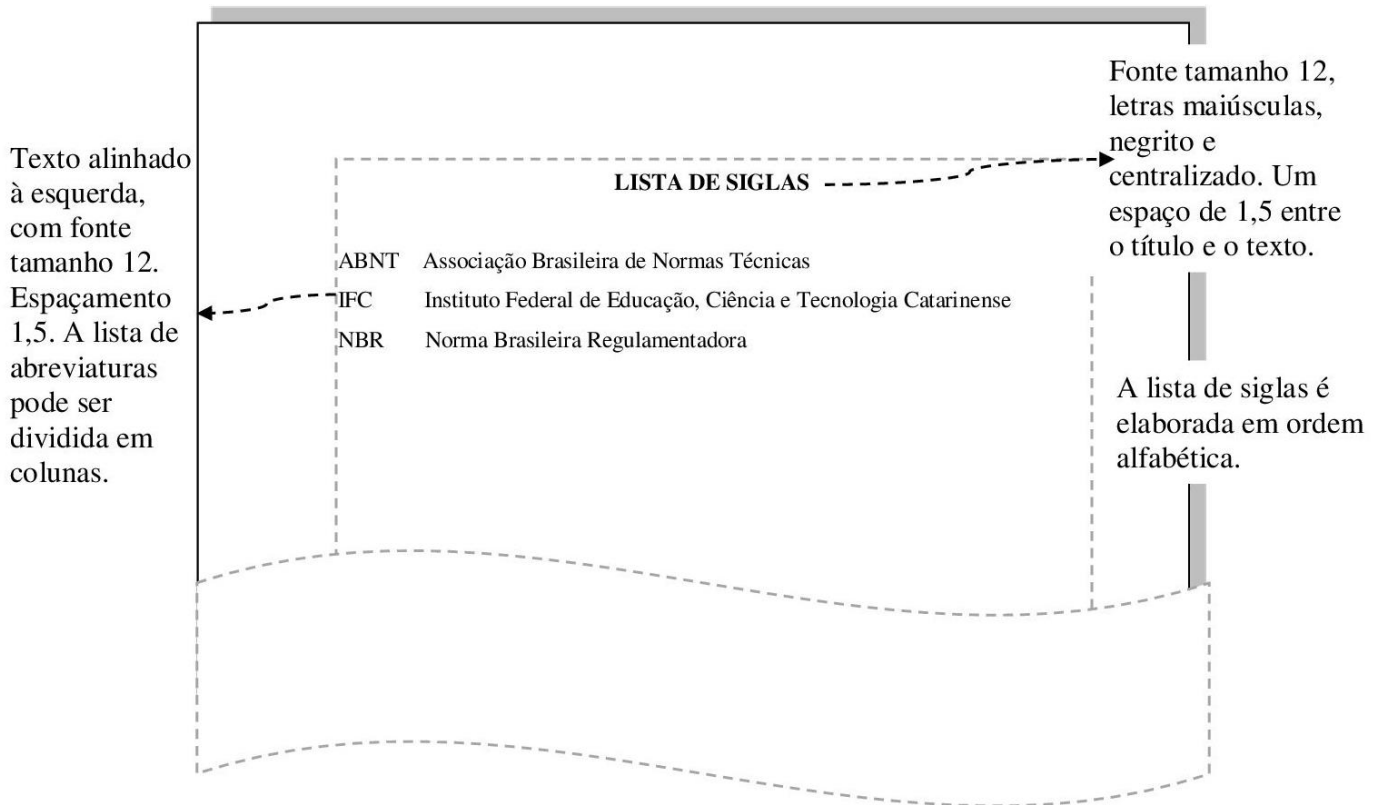 Texto alinhado
à esquerda,
com fonte
tamanho 12.
Espaçamento
1,5. A lista de
abreviaturas
pode ser
dividida em
colunas.
LISTA DE SIGLAS
ABNT Associação Brasileira de Normas Técnicas
IFC Instituto Federal de Educação, Ciência e Tecnologia Catarinense
NBR Norma Brasileira Regulamentadora
Fonte tamanho 12,
letras maiúsculas,
negrito e
centralizado. Um
espaço de 1,5 entre
o título e o texto.
A lista de siglas é
elaborada em ordem
alfabética.